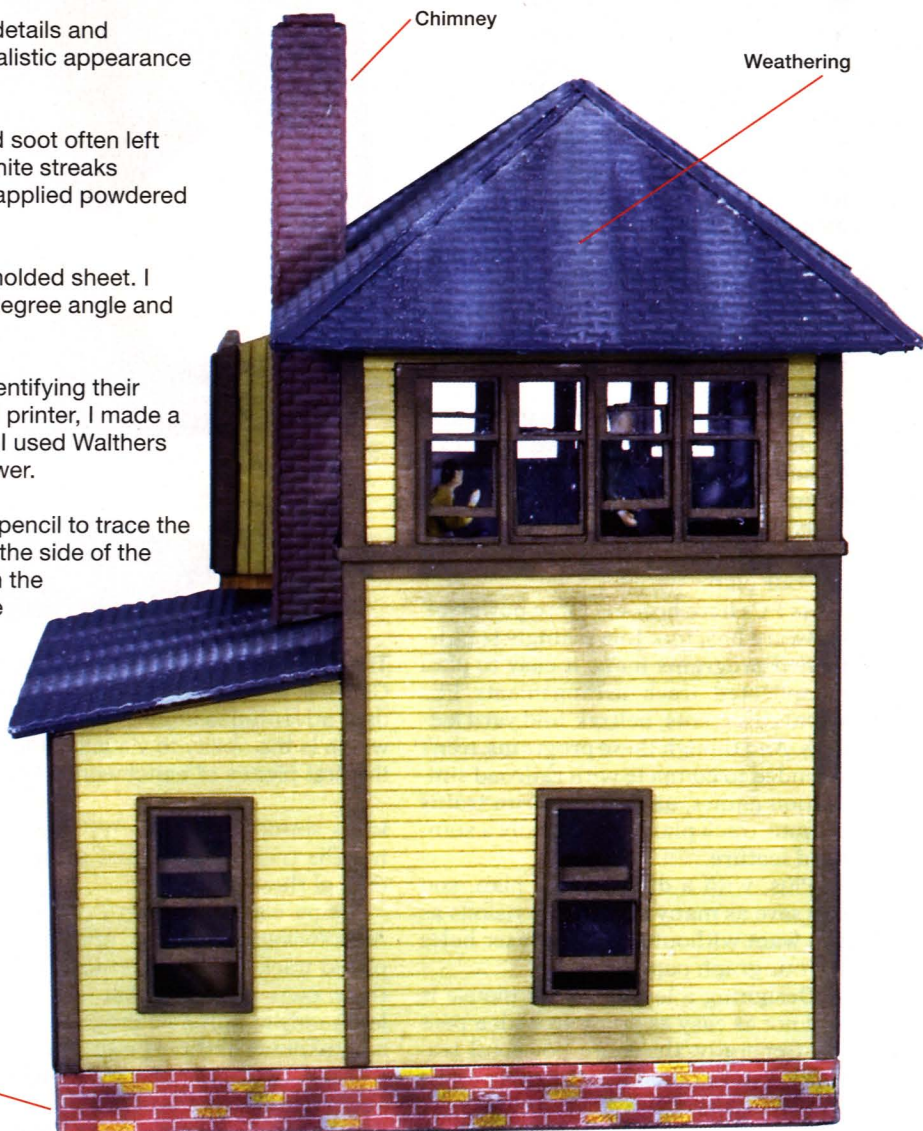 details and
alistic appearance
d soot often left
hite streaks
applied powdered
molded sheet. I
egree angle and
entifying their
printer, I made a
I used Walthers
wer.
pencil to trace the
the side of the
n the
e
Chimney
Weathering